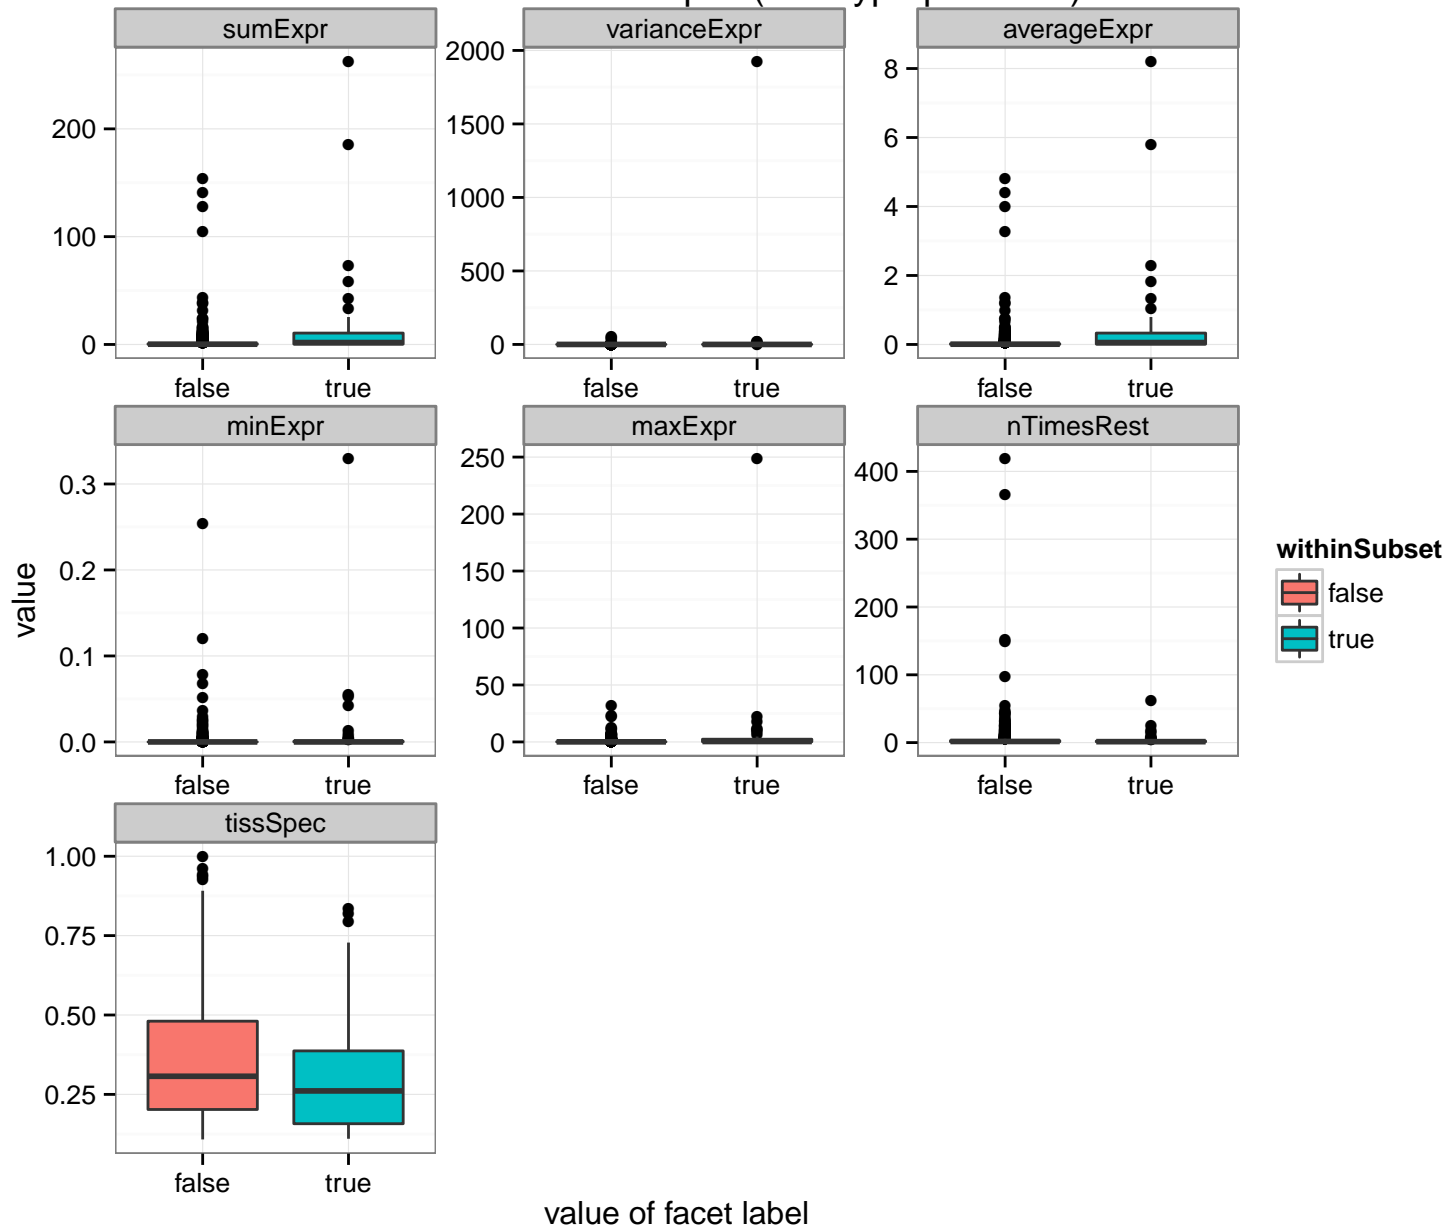 sumExpr varianceExpr averageExpr
200
100
0
2000
1500
1000
500
0
8
6
4
2
0
false true false true false true
minExpr maxExpr nTimesRest
0.3
0.2
0.1
0.0
250
200
150
100
50
0
400
300
200
100
0
false true false true false true
tissSpec
1.00
0.75
0.50
0.25
false true
value
value of facet label
withinSubset
false
true